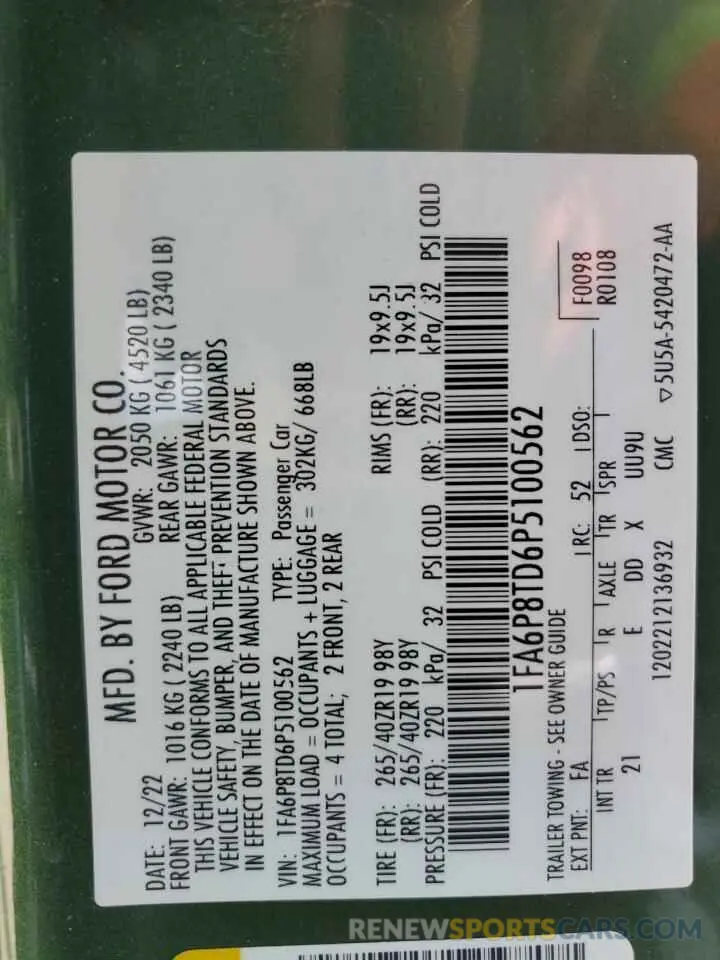 MFD. BY FORD MOTOR CO.
DATE: 12/22 GVWR: 2050 KG ( 4520 LB)
FRONT GAWR: 1016 KG ( 2240 LB) REAR GAWR: 1061 KG ( 2340 LB)
THIS VEHICLE CONFORMS TO ALL APPLICABLE FEDERAL MOTOR
VEHICLE SAFETY, BUMPER, AND THEFT PREVENTION STANDARDS
IN EFFECT ON THE DATE OF MANUFACTURE SHOWN ABOVE.
VIN: 1FA6P8TD6P5100562 TYPE: Passenger Car
MAXIMUM LOAD = OCCUPANTS + LUGGAGE = 302KG/ 668LB
OCCUPANTS = 4 TOTAL; 2 FRONT, 2 REAR
TIRE (FR): 265/40ZR19 98Y RIMS (FR): 19x9.5J
(RR): 265/40ZR19 98Y (RR): 19x9.5J
PRESSURE (FR): 220 kPa/ 32 PSI COLD (RR): 220 kPa/ 32 PSI COLD
1FA6P8TD6P5100562
TRAILER TOWING - SEE OWNER GUIDE F0098
EXT PNT: FA RC: 52 DSO: R0108
INT TR TP/PS R AXLE TR SPR
21 E DD X UU9U
1202212136932 CMC ▽5U5A-5420472-AA
RENEWSPORTSCARS.COM